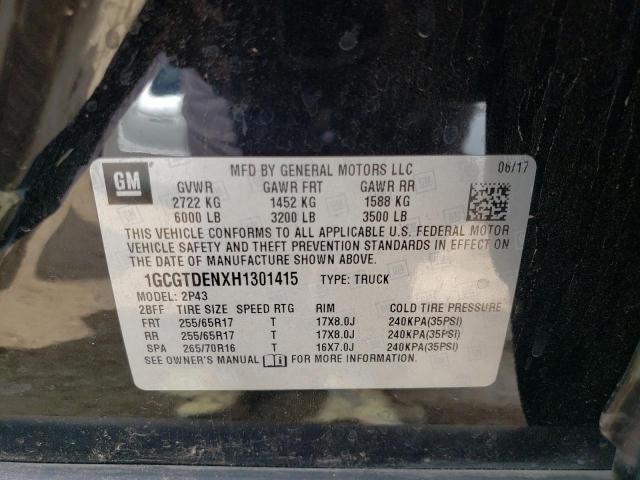 GM
MFD BY GENERAL MOTORS LLC 06/17
GVWR GAWR FRT GAWR RR
2722 KG 1452 KG 1588 KG
6000 LB 3200 LB 3500 LB
THIS VEHICLE CONFORMS TO ALL APPLICABLE U.S. FEDERAL MOTOR
VEHICLE SAFETY AND THEFT PREVENTION STANDARDS IN EFFECT ON
THE DATE OF MANUFACTURE SHOWN ABOVE.
1GCGTDENXH1301415 TYPE: TRUCK
MODEL: 2P43
2BFF TIRE SIZE SPEED RTG RIM COLD TIRE PRESSURE
FRT 255/65R17 T 17X8.0J 240KPA(35PSI)
RR 255/65R17 T 17X8.0J 240KPA(35PSI)
SPA 265/70R16 T 16X7.0J 240KPA(35PSI)
SEE OWNER'S MANUAL FOR MORE INFORMATION.